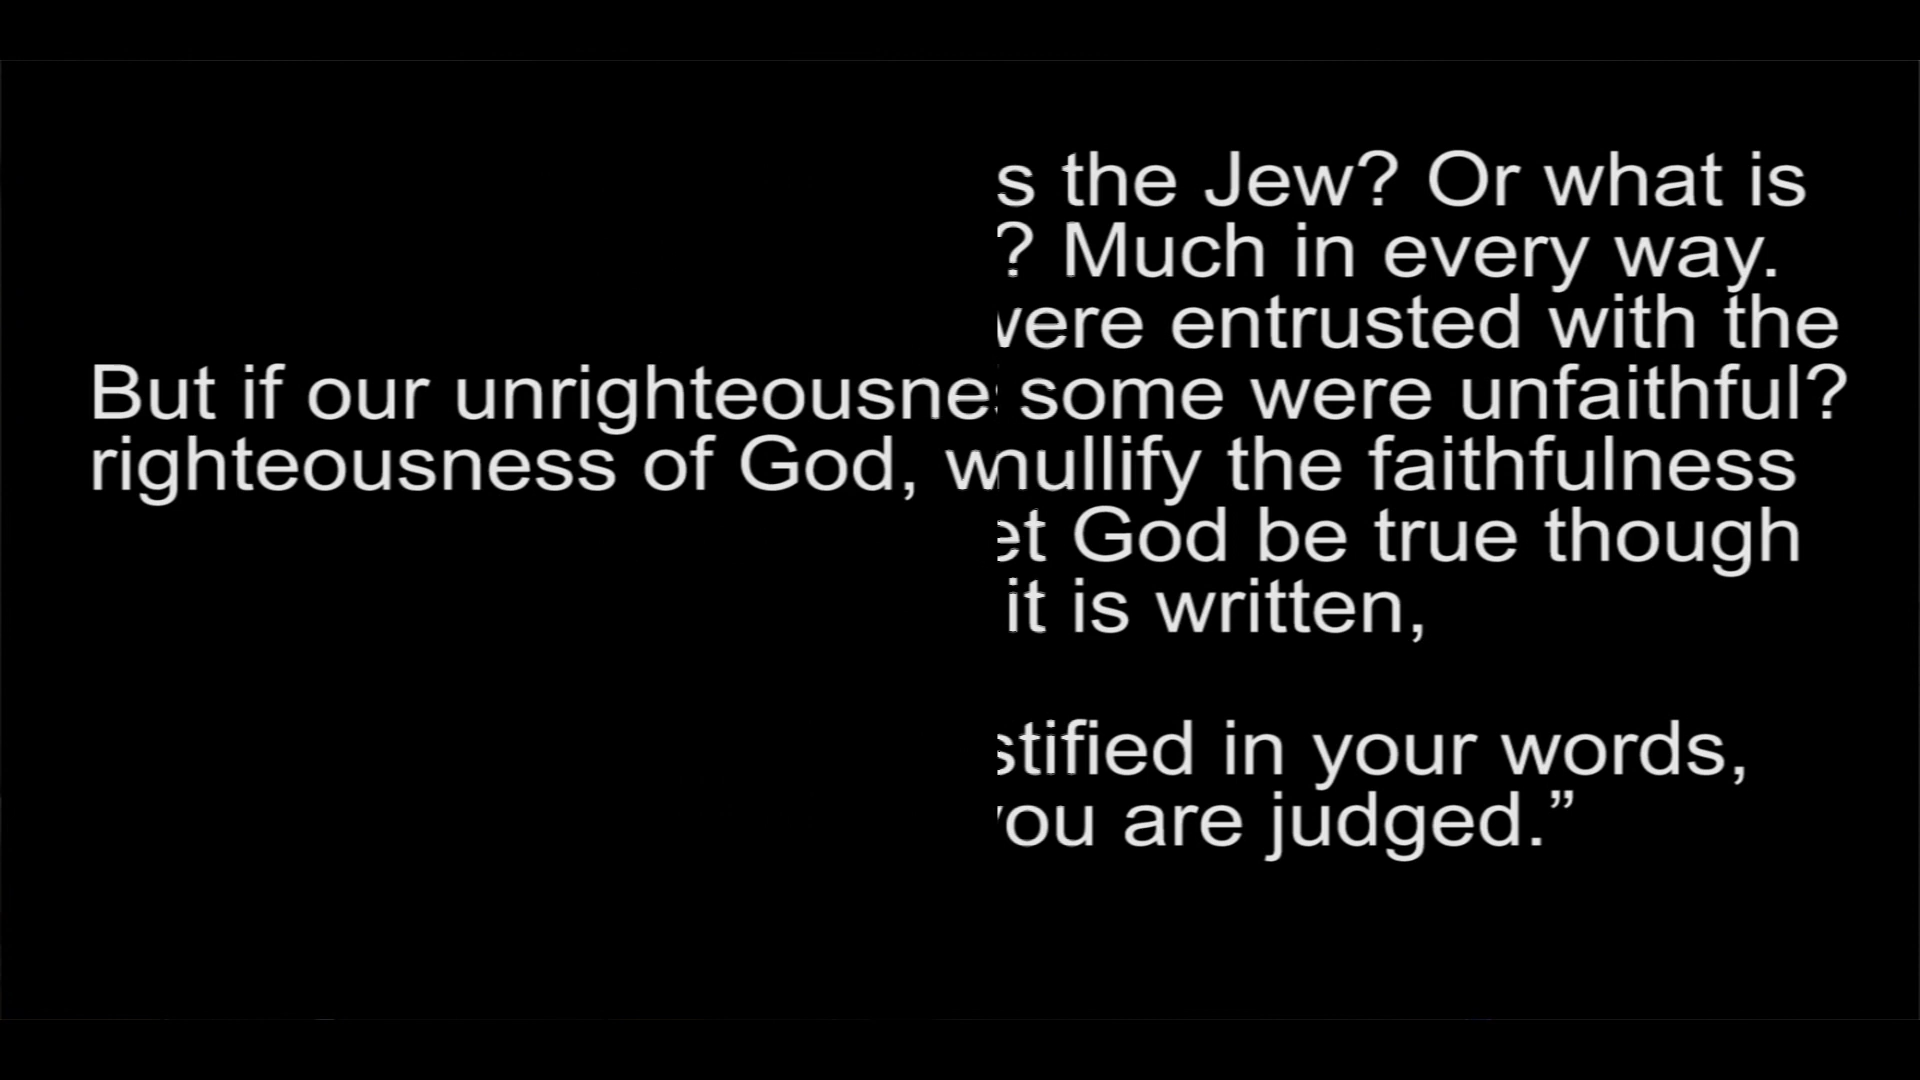 s the Jew? Or what is
? Much in every way.
were entrusted with the
But if our unrighteousne some were unfaithful?
righteousness of God, w nullify the faithfulness
et God be true though
it is written,
stified in your words,
you are judged.”